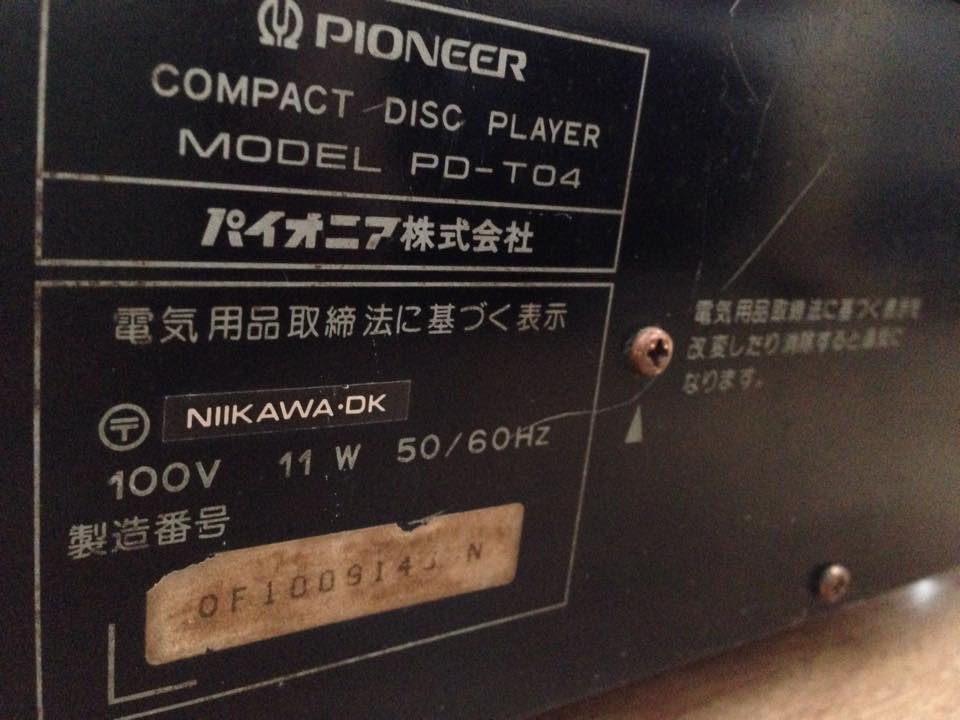 PIONEER
COMPACT DISC PLAYER
MODEL PD-T04
パイオニア株式会社
電気用品取締法に基づく表示
〒 NIIKAWA・DK
100V 11 W 50/60Hz
製造番号
N
電気用品取締法に基づく表示を
改変したり消除すると違反に
なります。